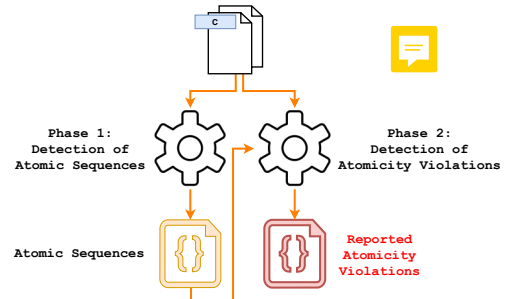 C
Phase 1:
Detection of
Atomic Sequences
Phase 2:
Detection of
Atomicity Violations
Atomic Sequences
{}
{}
Reported
Atomicity
Violations